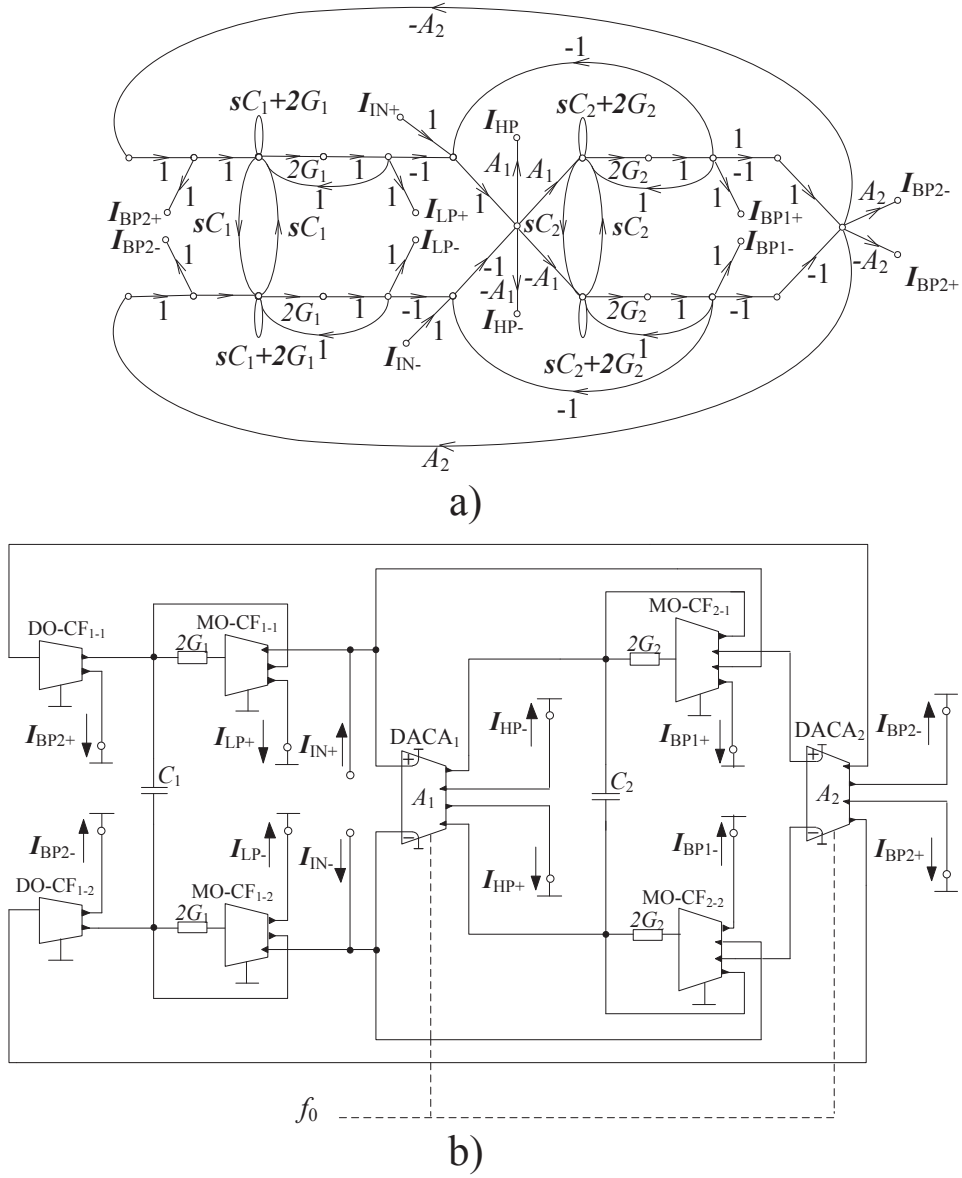 -A2
-1
sC1+2G1
IIN+
IHP
sC2+2G2
1
1
1
1
2G1
1
-1
A1
A1
1
2G2
1
1
1
1
1
1
1
A2
IBP2-
IBP2+
IBP2-
sC1
sC1
ILP+
ILP-
sC2
sC2
IBP1+
IBP1-
1
1
-1
-A1
-A1
1
-1
-A2
IBP2+
1
2G1
1
-1
1
IHP-
2G2
1
-1
1
1
sC1+2G1
IIN-
sC2+2G2
-1
A2
a)
DO-CF1-1
MO-CF1-1
MO-CF2-1
2G1
2G2
IBP2+
ILP+
IIN+
DACA1
IHP-
IBP1+
DACA2
IBP2-
C1
+
A1
−
C2
+
A2
−
IBP2-
ILP-
IIN-
IHP+
IBP1-
IBP2+
DO-CF1-2
MO-CF1-2
MO-CF2-2
2G1
2G2
f0
b)